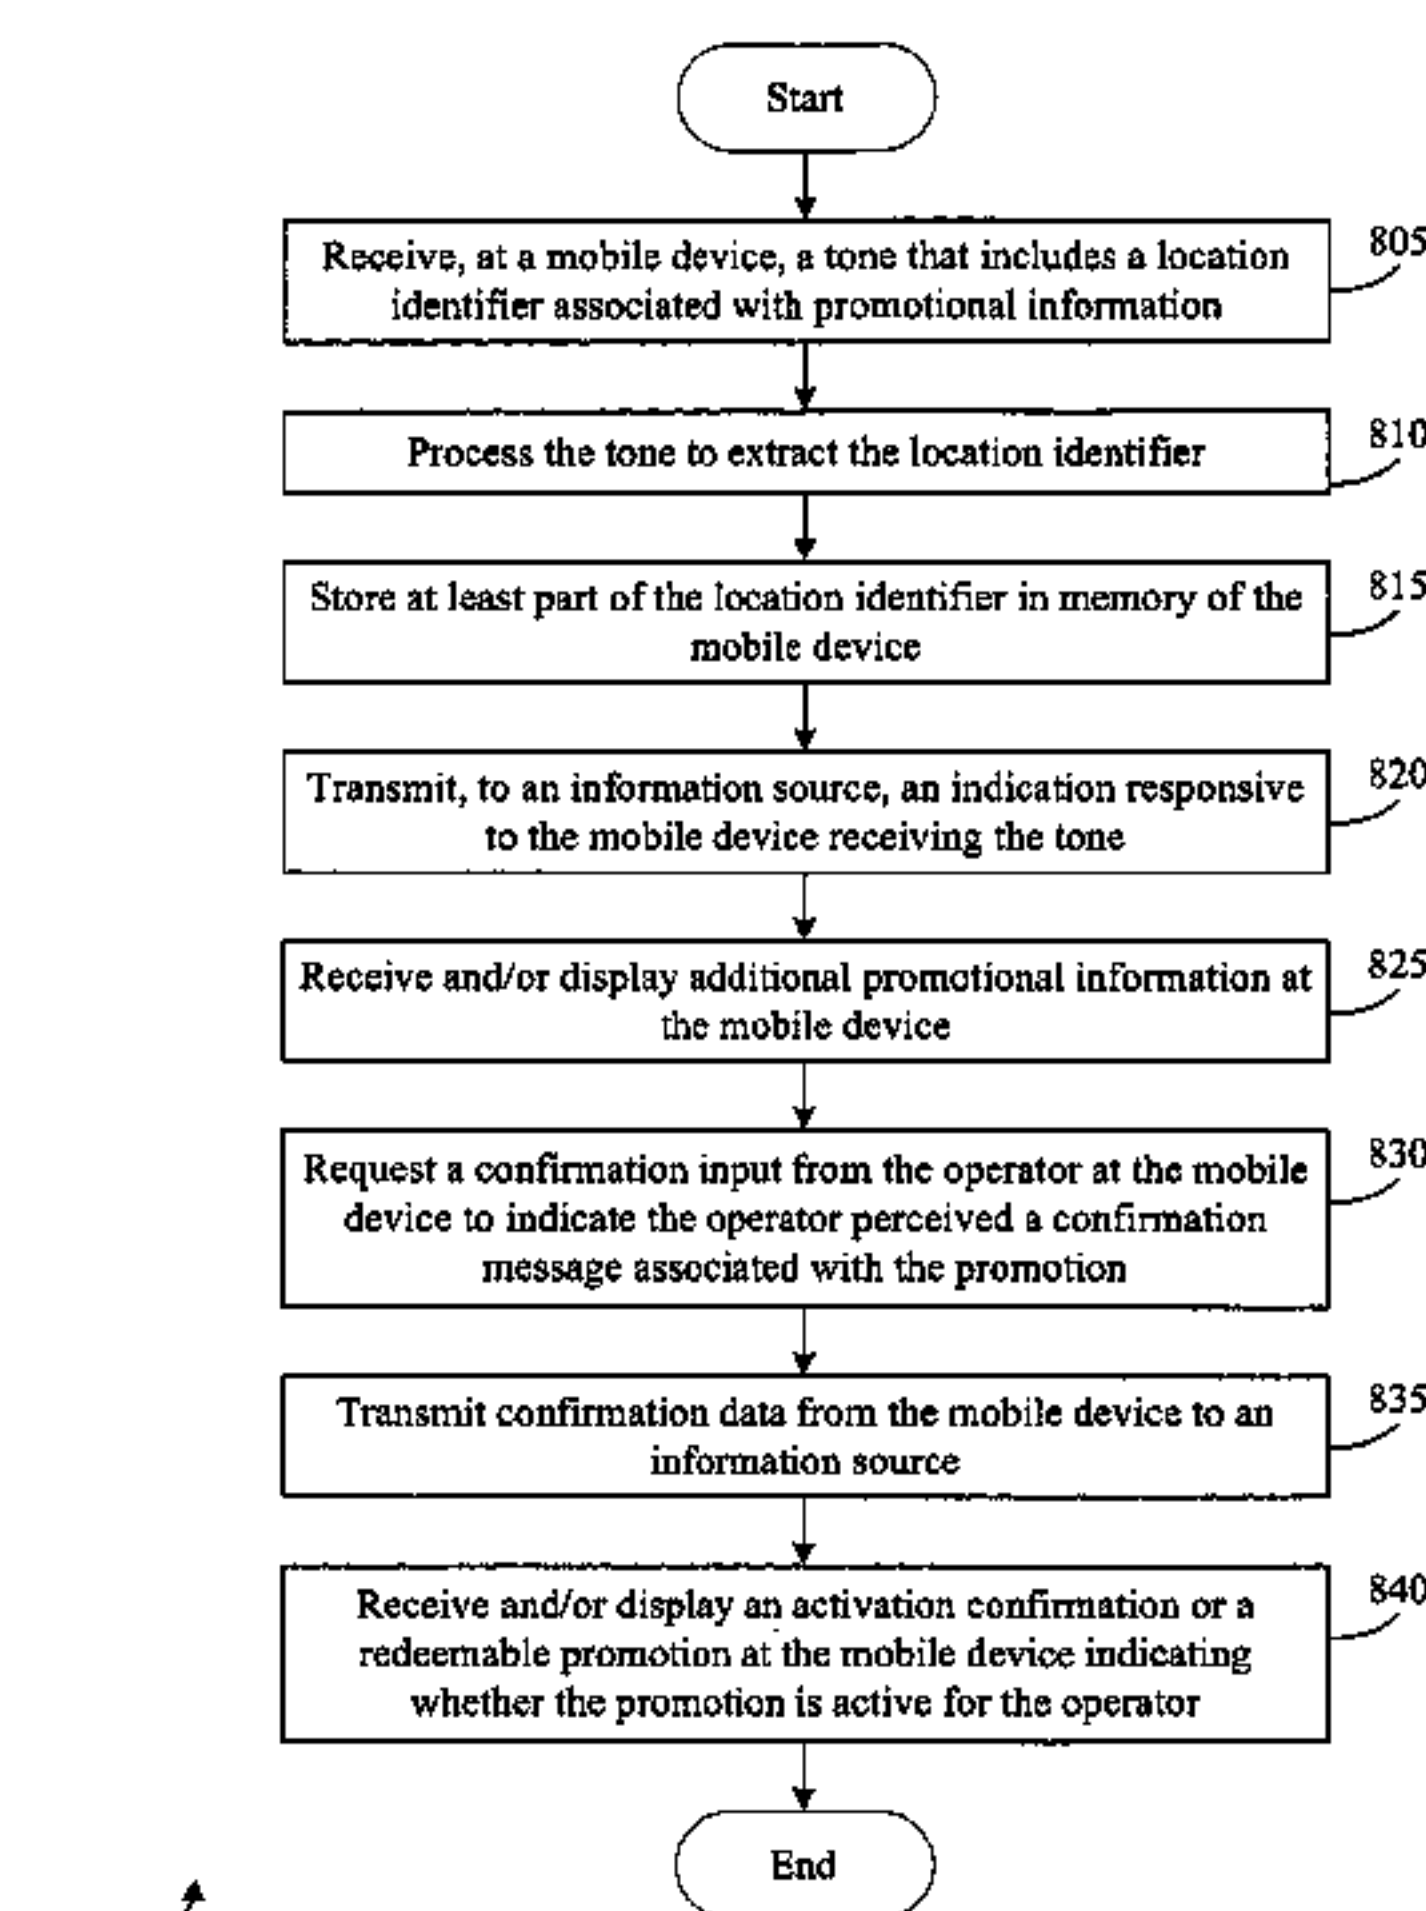 Start
Receive, at a mobile device, a tone that includes a location
identifier associated with promotional information
805
Process the tone to extract the location identifier
810
Store at least part of the location identifier in memory of the
mobile device
815
Transmit, to an information source, an indication responsive
to the mobile device receiving the tone
820
Receive and/or display additional promotional information at
the mobile device
825
Request a confirmation input from the operator at the mobile
device to indicate the operator perceived a confirmation
message associated with the promotion
830
Transmit confirmation data from the mobile device to an
information source
835
Receive and/or display an activation confirmation or a
redeemable promotion at the mobile device indicating
whether the promotion is active for the operator
840
End